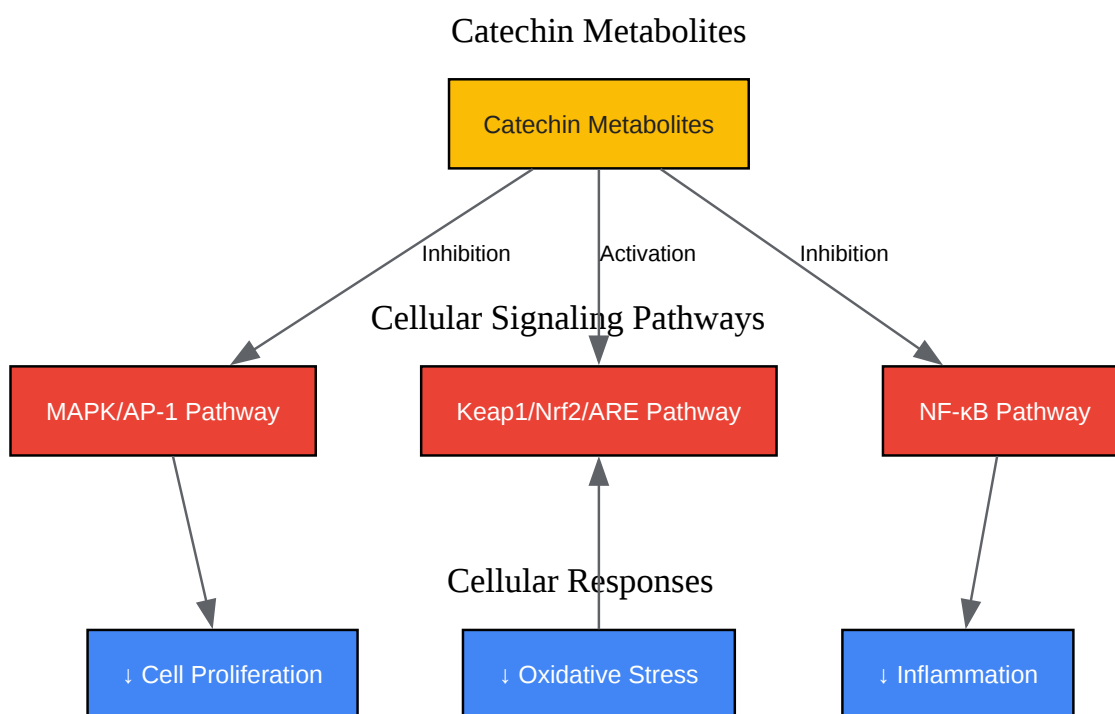 Catechin Metabolites
Catechin Metabolites
Inhibition
Activation
Inhibition
Cellular Signaling Pathways
MAPK/AP-1 Pathway
Keap1/Nrf2/ARE Pathway
NF-κB Pathway
Cellular Responses
↓ Cell Proliferation
↓ Oxidative Stress
↓ Inflammation